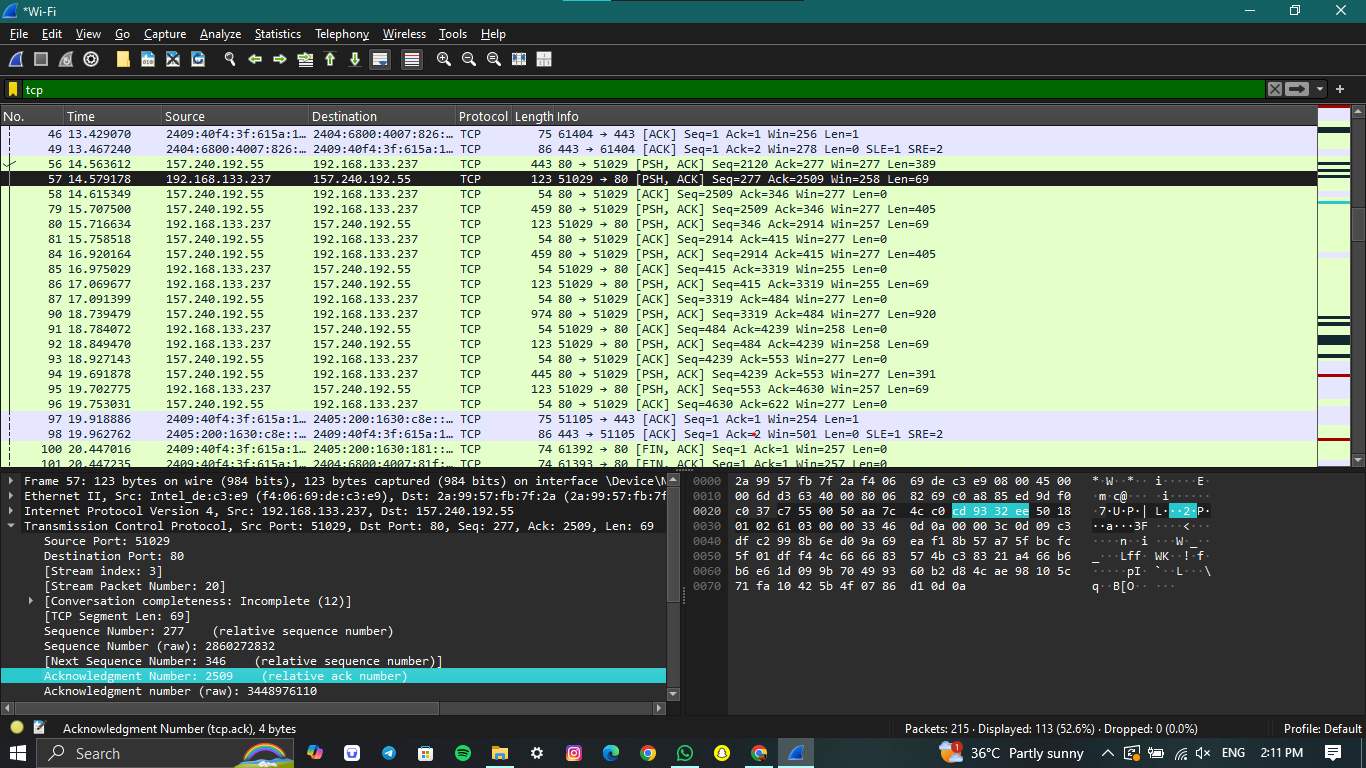 *Wi-Fi
File Edit View Go Capture Analyze Statistics Telephony Wireless Tools Help
tcp
No. Time Source Destination Protocol Length Info
46 13.429070 2409:40f4:3f:615a:1… 2404:6800:4007:826:… TCP 75 61404 → 443 [ACK] Seq=1 Ack=1 Win=256 Len=1
49 13.467240 2404:6800:4007:826:… 2409:40f4:3f:615a:1… TCP 86 443 → 61404 [ACK] Seq=1 Ack=2 Win=278 Len=0 SLE=1 SRE=2
56 14.563612 157.240.192.55 192.168.133.237 TCP 443 80 → 51029 [PSH, ACK] Seq=2120 Ack=277 Win=277 Len=389
57 14.579178 192.168.133.237 157.240.192.55 TCP 123 51029 → 80 [PSH, ACK] Seq=277 Ack=2509 Win=258 Len=69
58 14.615349 157.240.192.55 192.168.133.237 TCP 54 80 → 51029 [ACK] Seq=2509 Ack=346 Win=277 Len=0
79 15.707500 157.240.192.55 192.168.133.237 TCP 459 80 → 51029 [PSH, ACK] Seq=2509 Ack=346 Win=277 Len=405
80 15.716634 192.168.133.237 157.240.192.55 TCP 123 51029 → 80 [PSH, ACK] Seq=346 Ack=2914 Win=257 Len=69
81 15.758518 157.240.192.55 192.168.133.237 TCP 54 80 → 51029 [ACK] Seq=2914 Ack=415 Win=277 Len=0
84 16.920164 157.240.192.55 192.168.133.237 TCP 459 80 → 51029 [PSH, ACK] Seq=2914 Ack=415 Win=277 Len=405
85 16.975029 192.168.133.237 157.240.192.55 TCP 54 51029 → 80 [ACK] Seq=415 Ack=3319 Win=255 Len=0
86 17.069677 192.168.133.237 157.240.192.55 TCP 123 51029 → 80 [PSH, ACK] Seq=415 Ack=3319 Win=255 Len=69
87 17.091399 157.240.192.55 192.168.133.237 TCP 54 80 → 51029 [ACK] Seq=3319 Ack=484 Win=277 Len=0
90 18.739479 157.240.192.55 192.168.133.237 TCP 974 80 → 51029 [PSH, ACK] Seq=3319 Ack=484 Win=277 Len=920
91 18.784072 192.168.133.237 157.240.192.55 TCP 54 51029 → 80 [ACK] Seq=484 Ack=4239 Win=258 Len=0
92 18.849470 192.168.133.237 157.240.192.55 TCP 123 51029 → 80 [PSH, ACK] Seq=484 Ack=4239 Win=258 Len=69
93 18.927143 157.240.192.55 192.168.133.237 TCP 54 80 → 51029 [ACK] Seq=4239 Ack=553 Win=277 Len=0
94 19.691878 157.240.192.55 192.168.133.237 TCP 445 80 → 51029 [PSH, ACK] Seq=4239 Ack=553 Win=277 Len=391
95 19.702775 192.168.133.237 157.240.192.55 TCP 123 51029 → 80 [PSH, ACK] Seq=553 Ack=4630 Win=257 Len=69
96 19.753031 157.240.192.55 192.168.133.237 TCP 54 80 → 51029 [ACK] Seq=4630 Ack=622 Win=277 Len=0
97 19.918886 2409:40f4:3f:615a:1… 2405:200:1630:c8e::… TCP 75 51105 → 443 [ACK] Seq=1 Ack=1 Win=254 Len=1
98 19.962762 2405:200:1630:c8e::… 2409:40f4:3f:615a:1… TCP 86 443 → 51105 [ACK] Seq=1 Ack=2 Win=501 Len=0 SLE=1 SRE=2
100 20.447016 2409:40f4:3f:615a:1… 2405:200:1630:181::… TCP 74 61392 → 80 [FIN, ACK] Seq=1 Ack=1 Win=257 Len=0
101 20.447235 2409:40f4:3f:615a:1… 2404:6800:4007:81f:… TCP 74 61393 → 80 [FIN, ACK] Seq=1 Ack=1 Win=257 Len=0
Frame 57: 123 bytes on wire (984 bits), 123 bytes captured (984 bits) on interface \Device\N
Ethernet II, Src: Intel_de:c3:e9 (f4:06:69:de:c3:e9), Dst: 2a:99:57:fb:7f:2a (2a:99:57:fb:7f
Internet Protocol Version 4, Src: 192.168.133.237, Dst: 157.240.192.55
Transmission Control Protocol, Src Port: 51029, Dst Port: 80, Seq: 277, Ack: 2509, Len: 69
Source Port: 51029
Destination Port: 80
[Stream index: 3]
[Stream Packet Number: 20]
[Conversation completeness: Incomplete (12)]
[TCP Segment Len: 69]
Sequence Number: 277 (relative sequence number)
Sequence Number (raw): 2860272832
[Next Sequence Number: 346 (relative sequence number)]
Acknowledgment Number: 2509 (relative ack number)
Acknowledgment number (raw): 3448976110
0000 2a 99 57 fb 7f 2a f4 06 69 de c3 e9 08 00 45 00 *·W··*·· i·····E·
0010 00 6d d3 63 40 00 80 06 82 69 c0 a8 85 ed 9d f0 ·m·c@··· ·i······
0020 c0 37 c7 55 00 50 aa 7c 4c c0 cd 93 32 ee 50 18 ·7·U·P·| L···2·P·
0030 01 02 61 03 00 00 33 46 0d 0a 00 00 3c 0d 09 c3 ··a···3F ····<···
0040 df c2 99 8b 6e d0 9a 69 ea f1 8b 57 a7 5f bc fc ····n··i ···W·_··
0050 5f 01 df f4 4c 66 66 83 57 4b c3 83 21 a4 66 b6 _···Lff· WK··!·f·
0060 b6 e6 1d 09 9b 70 49 93 60 b2 d8 4c ae 98 10 5c ·····pI· `··L···\
0070 71 fa 10 42 5b 4f 07 86 d1 0d 0a q··B[O·· ···
Acknowledgment Number (tcp.ack), 4 bytes
Packets: 215 · Displayed: 113 (52.6%) · Dropped: 0 (0.0%)
Profile: Default
Search
1
36°C Partly sunny
ENG
2:11 PM